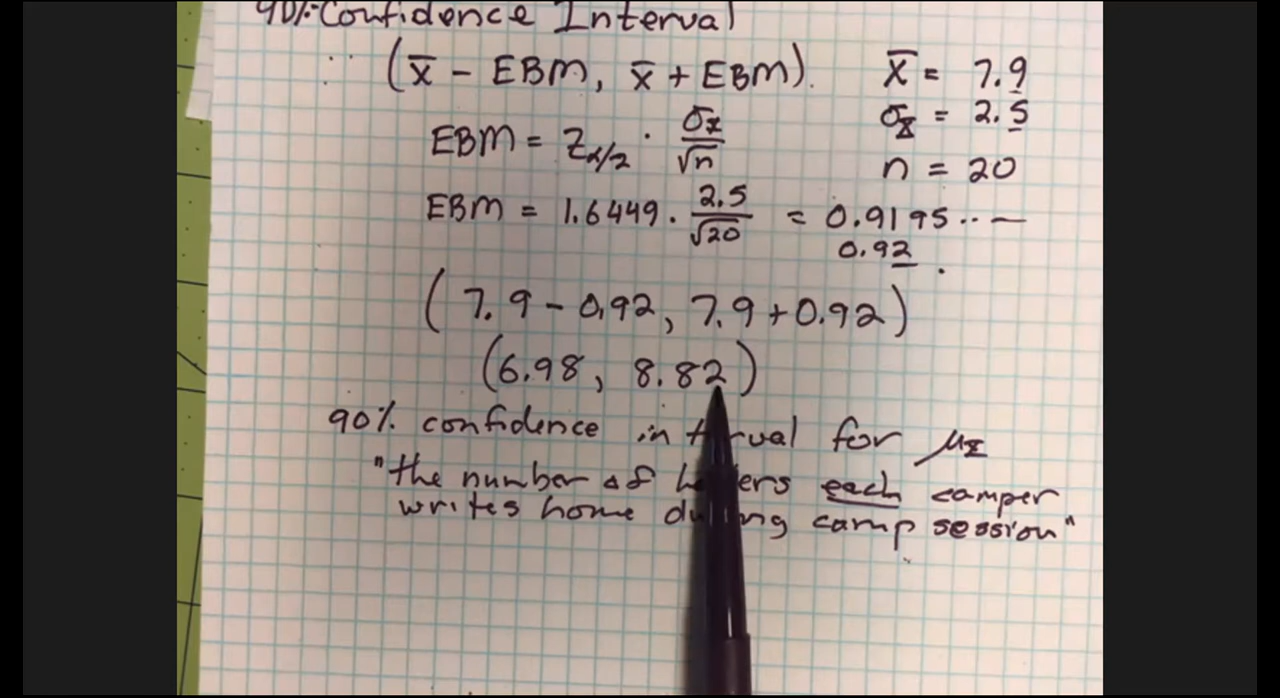 90% Confidence Interval
∴ (x̄ - EBM, x̄ + EBM).
x̄ = 7.9
EBM = Zα/2 · σx/√n
σx = 2.5
n = 20
EBM = 1.6449 · 2.5/√20 = 0.9195..—
0.92
(7.9 - 0.92, 7.9 + 0.92)
(6.98, 8.82)
90% confidence interval for μx
"the number of letters each camper
writes home during camp session"